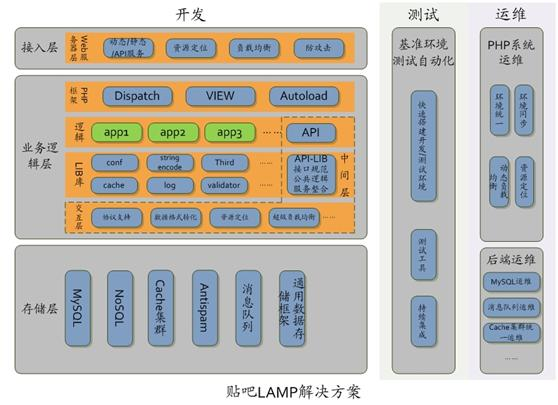 开发
接入层
Web服
务器层
动态/静态
/API服务
资源定位
负载均衡
防攻击
业务逻
辑层
PHP
框架
Dispatch
VIEW
Autoload
逻辑
app1
app2
app3
... ...
API
LIB库
conf
string
encode
Third
... ...
cache
log
validator
... ...
API-LIB
接口规范
公共逻辑
服务整合
中间层
交互层
协议支持
数据格式转化
资源定位
超级负载均衡
... ...
存储层
MySQL
NoSQL
Cache集群
Antispam
消息队列
通用数据存
储框架
测试
基准环境
测试自动化
快速搭建开发/测试环境
测试工具
持续集成
运维
PHP系统
运维
环境统一
环境同步
动态负载
均衡
资源定位
后端运维
MySQL运维
消息队列运维
Cache集群统
一运维
... ...
贴吧LAMP解决方案